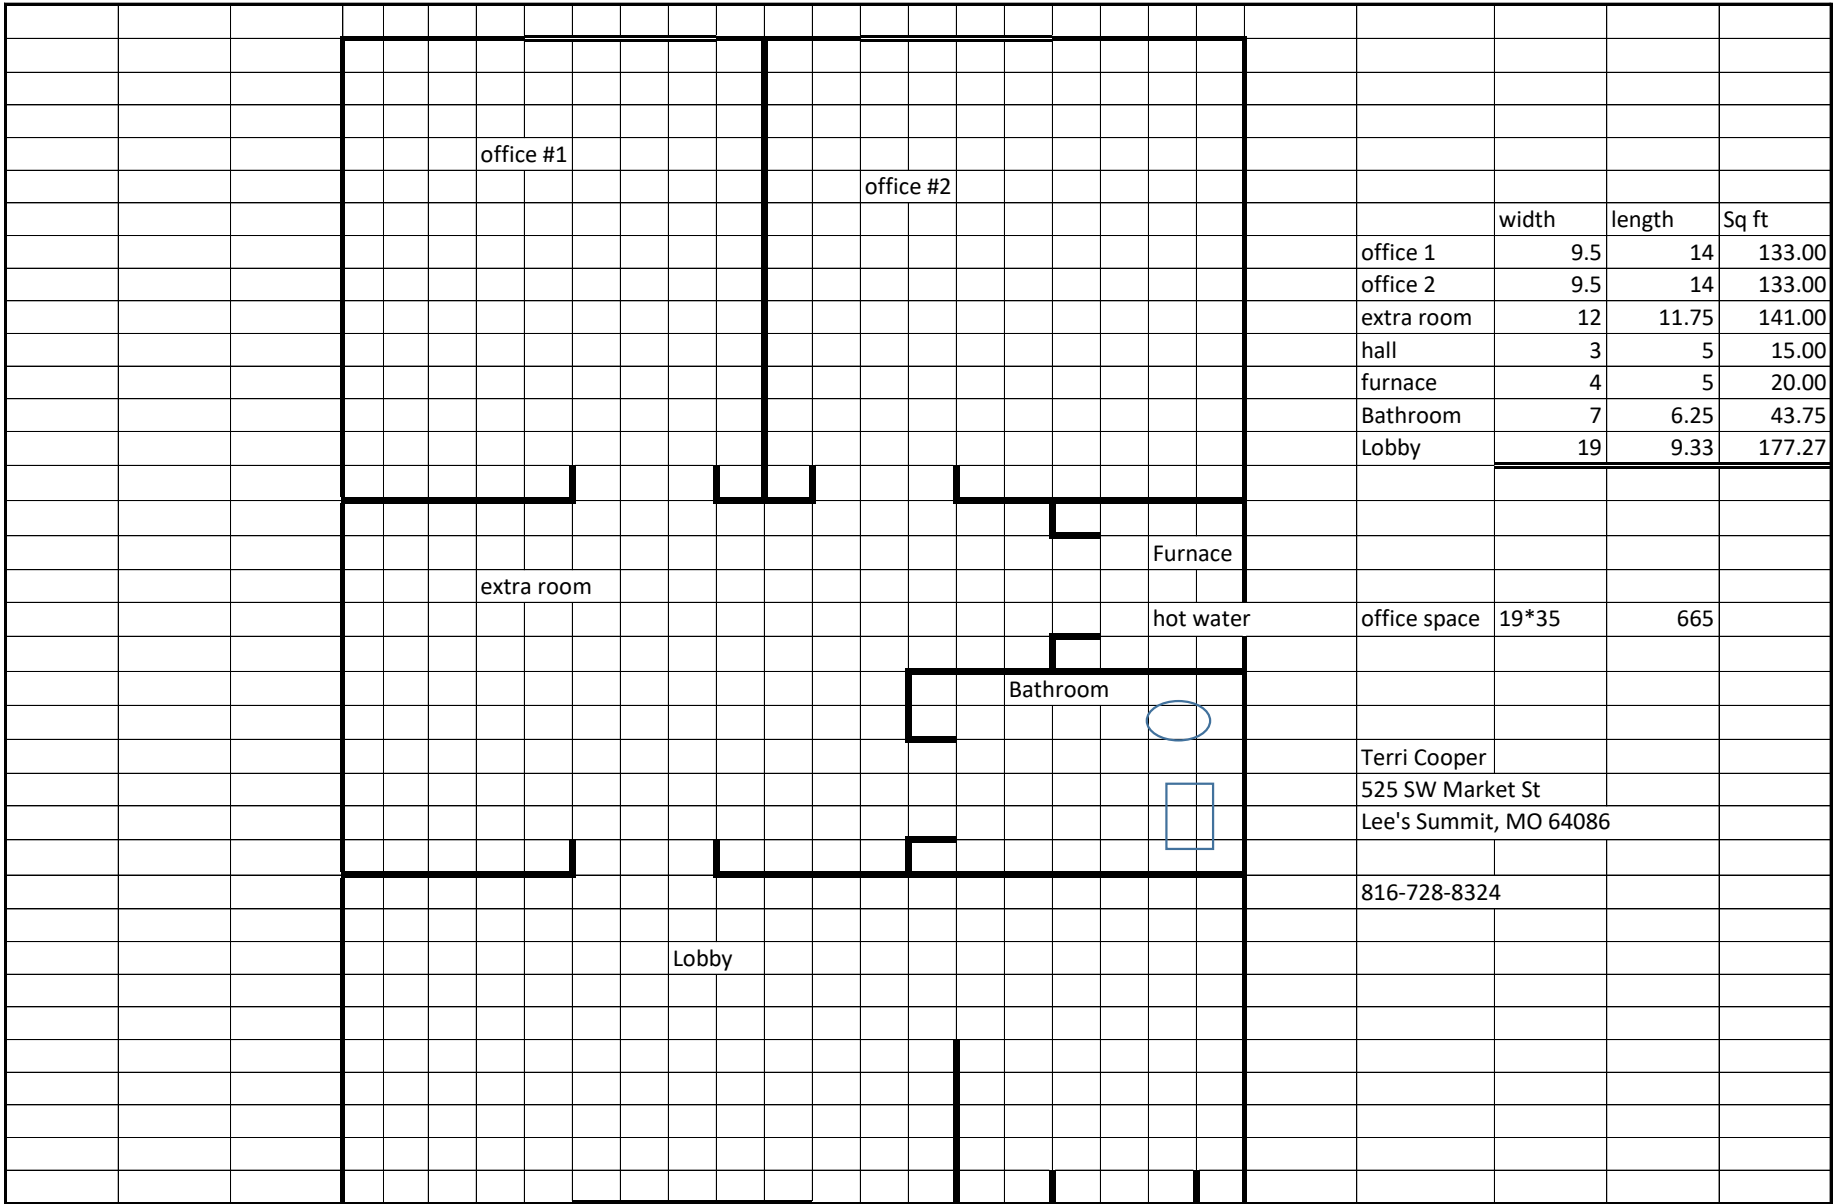 office #1
office #2
width length Sq ft
office 1 9.5 14 133.00
office 2 9.5 14 133.00
extra room 12 11.75 141.00
hall 3 5 15.00
furnace 4 5 20.00
Bathroom 7 6.25 43.75
Lobby 19 9.33 177.27
Furnace
extra room
hot water office space 19*35 665
Bathroom
Terri Cooper
525 SW Market St
Lee's Summit, MO 64086
816-728-8324
Lobby